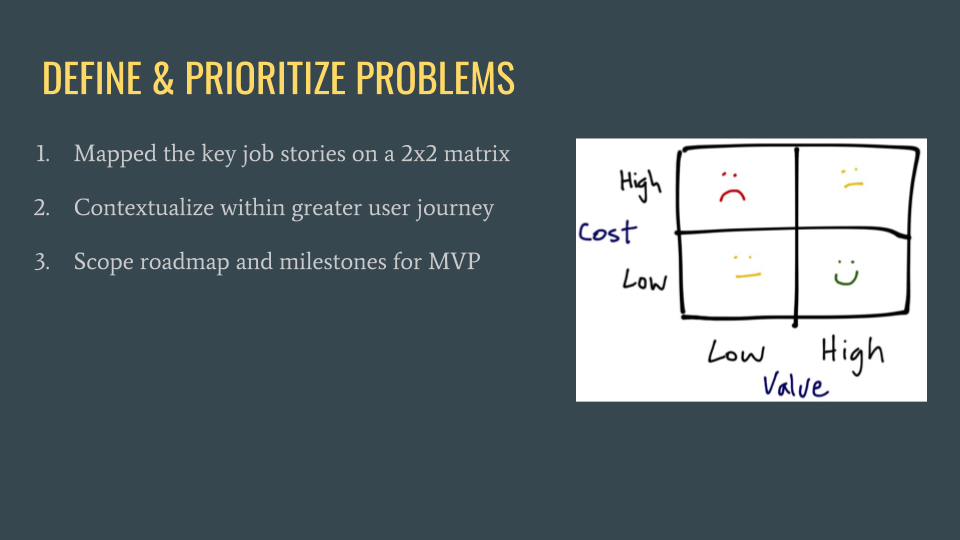 DEFINE & PRIORITIZE PROBLEMS
1. Mapped the key job stories on a 2x2 matrix
2. Contextualize within greater user journey
3. Scope roadmap and milestones for MVP
High
Cost
Low
Low High
Value